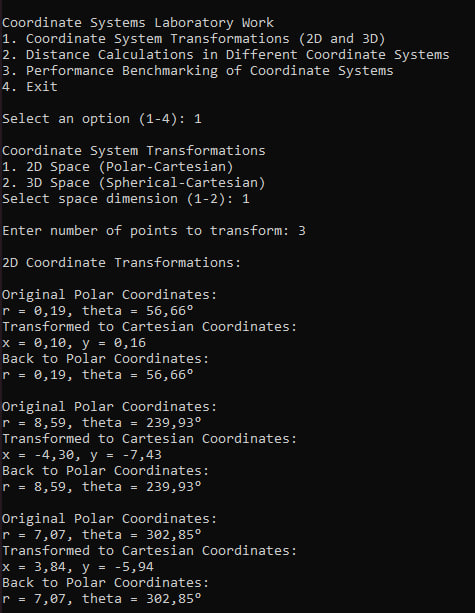 Coordinate Systems Laboratory Work
1. Coordinate System Transformations (2D and 3D)
2. Distance Calculations in Different Coordinate Systems
3. Performance Benchmarking of Coordinate Systems
4. Exit
Select an option (1-4): 1
Coordinate System Transformations
1. 2D Space (Polar-Cartesian)
2. 3D Space (Spherical-Cartesian)
Select space dimension (1-2): 1
Enter number of points to transform: 3
2D Coordinate Transformations:
Original Polar Coordinates:
r = 0,19, theta = 56,66°
Transformed to Cartesian Coordinates:
x = 0,10, y = 0,16
Back to Polar Coordinates:
r = 0,19, theta = 56,66°
Original Polar Coordinates:
r = 8,59, theta = 239,93°
Transformed to Cartesian Coordinates:
x = -4,30, y = -7,43
Back to Polar Coordinates:
r = 8,59, theta = 239,93°
Original Polar Coordinates:
r = 7,07, theta = 302,85°
Transformed to Cartesian Coordinates:
x = 3,84, y = -5,94
Back to Polar Coordinates:
r = 7,07, theta = 302,85°